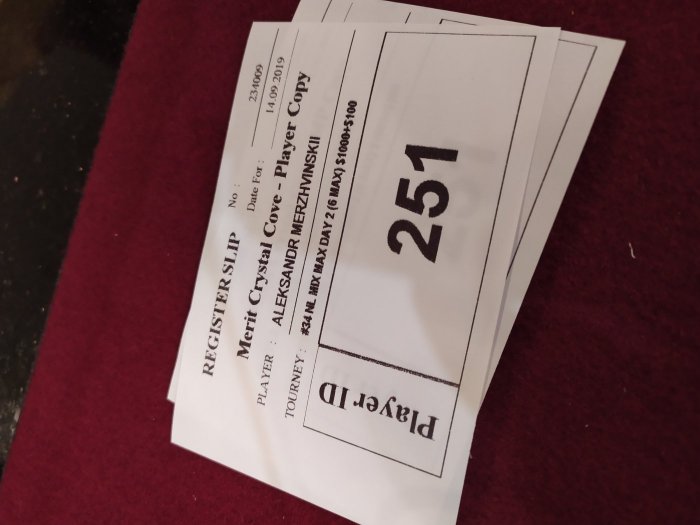 REGISTER SLIP
No : 234009
Merit Crystal Cove - Player Copy
Date For : 14.09.2019
PLAYER : ALEKSANDR MERZHVINSKII
TOURNEY : #34 NL MIX MAX DAY 2 (6 MAX) $1000+$100
Player ID
251